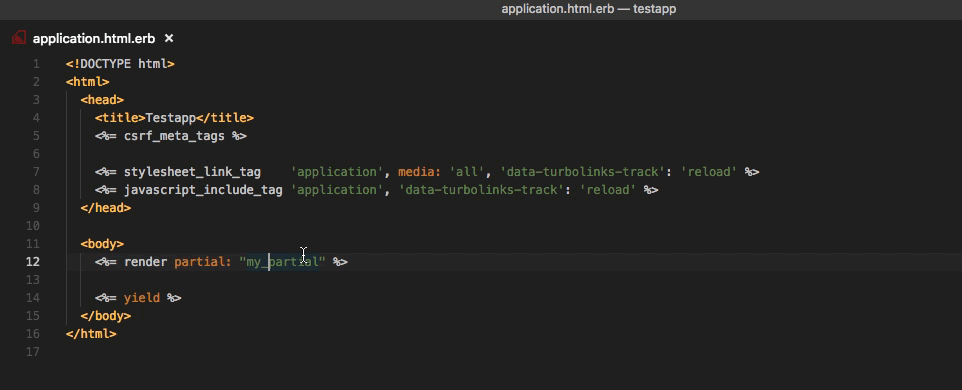 application.html.erb — testapp
application.html.erb ×
1 <!DOCTYPE html>
2 <html>
3   <head>
4     <title>Testapp</title>
5     <%= csrf_meta_tags %>
6
7     <%= stylesheet_link_tag    'application', media: 'all', 'data-turbolinks-track': 'reload' %>
8     <%= javascript_include_tag 'application', 'data-turbolinks-track': 'reload' %>
9   </head>
10
11   <body>
12     <%= render partial: "my_partial" %>
13
14     <%= yield %>
15   </body>
16 </html>
17